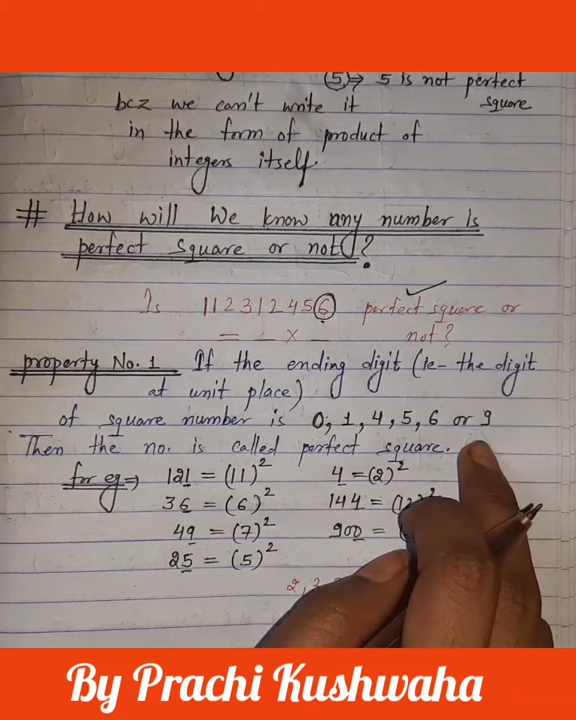 ⑤ ⇒ 5 is not perfect
square
bcz we can't write it
in the form of product of
integers itself.
# How will We know any number is
perfect square or not?
Is 1123124456 perfect square or
not?
property No. 1 If the ending digit (ie- the digit
at unit place)
of square number is 0, 1, 4, 5, 6 or 9
Then the no. is called perfect square.
for eg ⇒ 121 = (11)² 4 = (2)²
36 = (6)² 144 =
49 = (7)² 900 =
25 = (5)²
By Prachi Kushwaha